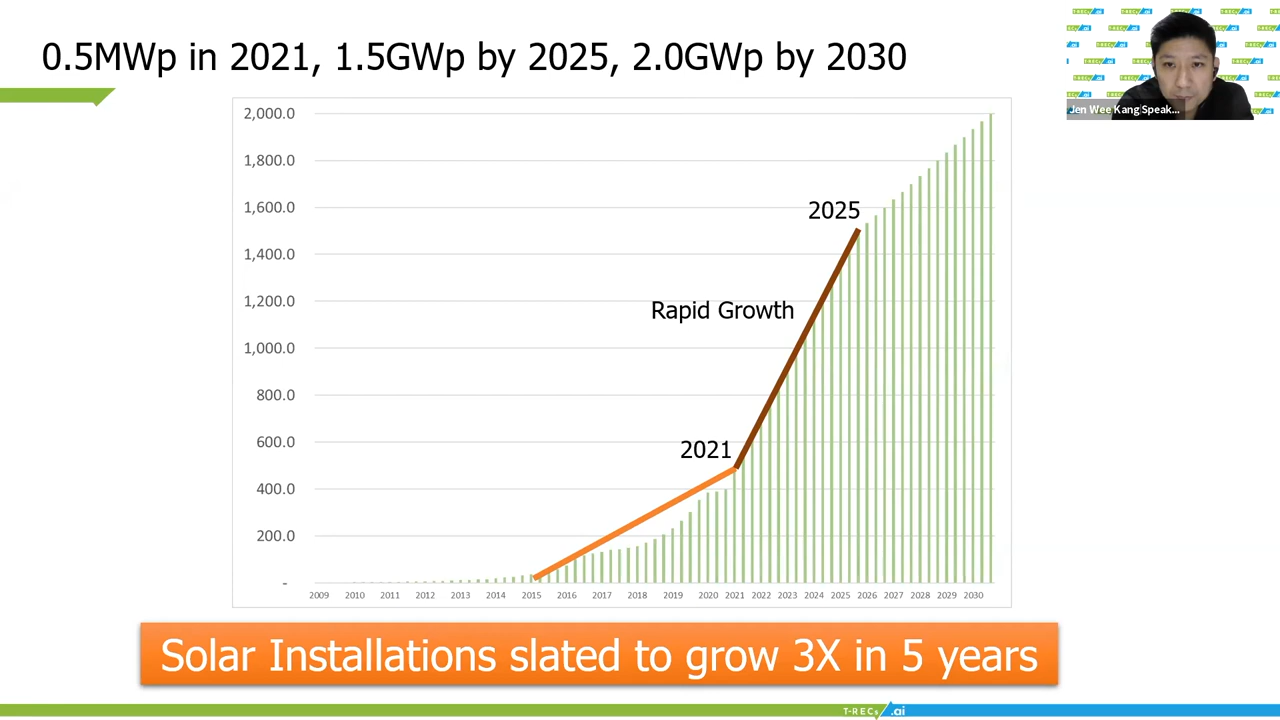 0.5MWp in 2021, 1.5GWp by 2025, 2.0GWp by 2030
Jen Wee Kang Speak...
2,000.0
1,800.0
1,600.0
1,400.0
1,200.0
1,000.0
800.0
600.0
400.0
200.0
-
2025
Rapid Growth
2021
2009 2010 2011 2012 2013 2014 2015 2016 2017 2018 2019 2020 2021 2022 2023 2024 2025 2026 2027 2028 2029 2030
Solar Installations slated to grow 3X in 5 years
T-RECs.ai